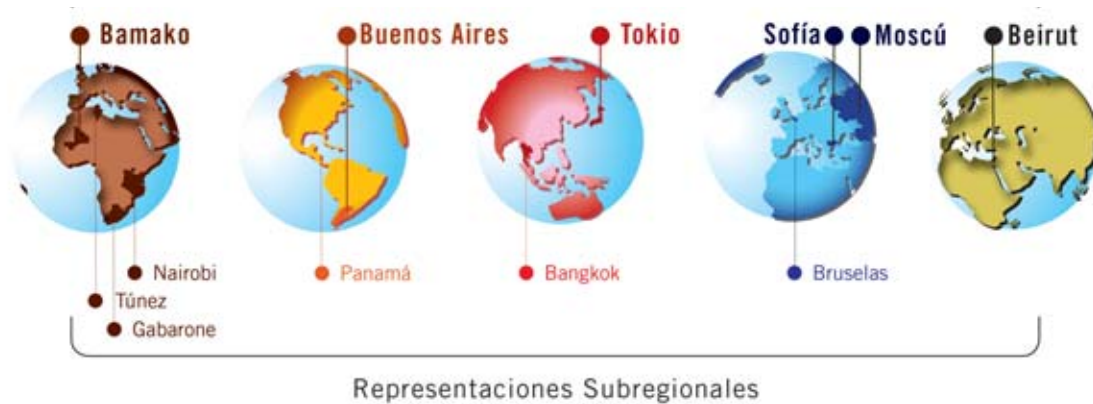 Bamako Buenos Aires Tokio Sofía Moscú Beirut
Nairobi Panamá Bangkok Bruselas
Túnez
Gabarone
Representaciones Subregionales